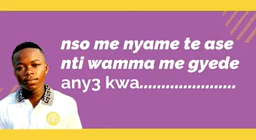 nso me nyame te ase
nti wamma me gyede
any3 kwa......................